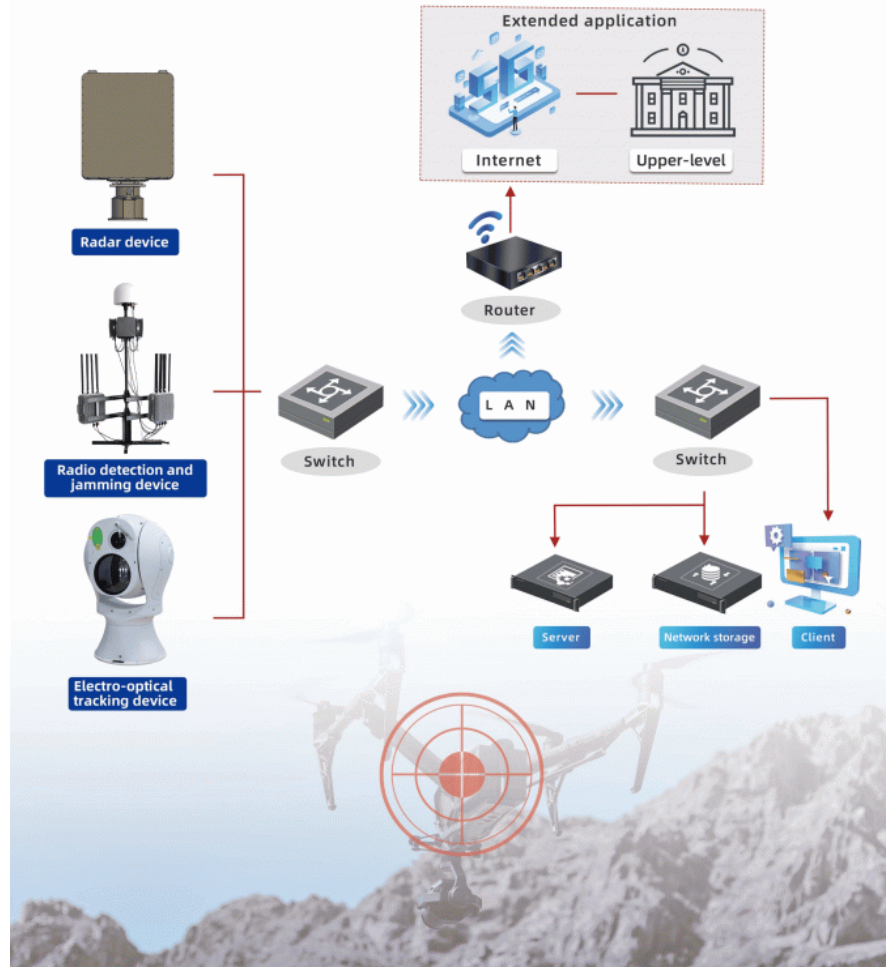 Extended application
Internet
Upper-level
Radar device
Router
Radio detection and
jamming device
Switch
L A N
Switch
Electro-optical
tracking device
Server
Network storage
Client